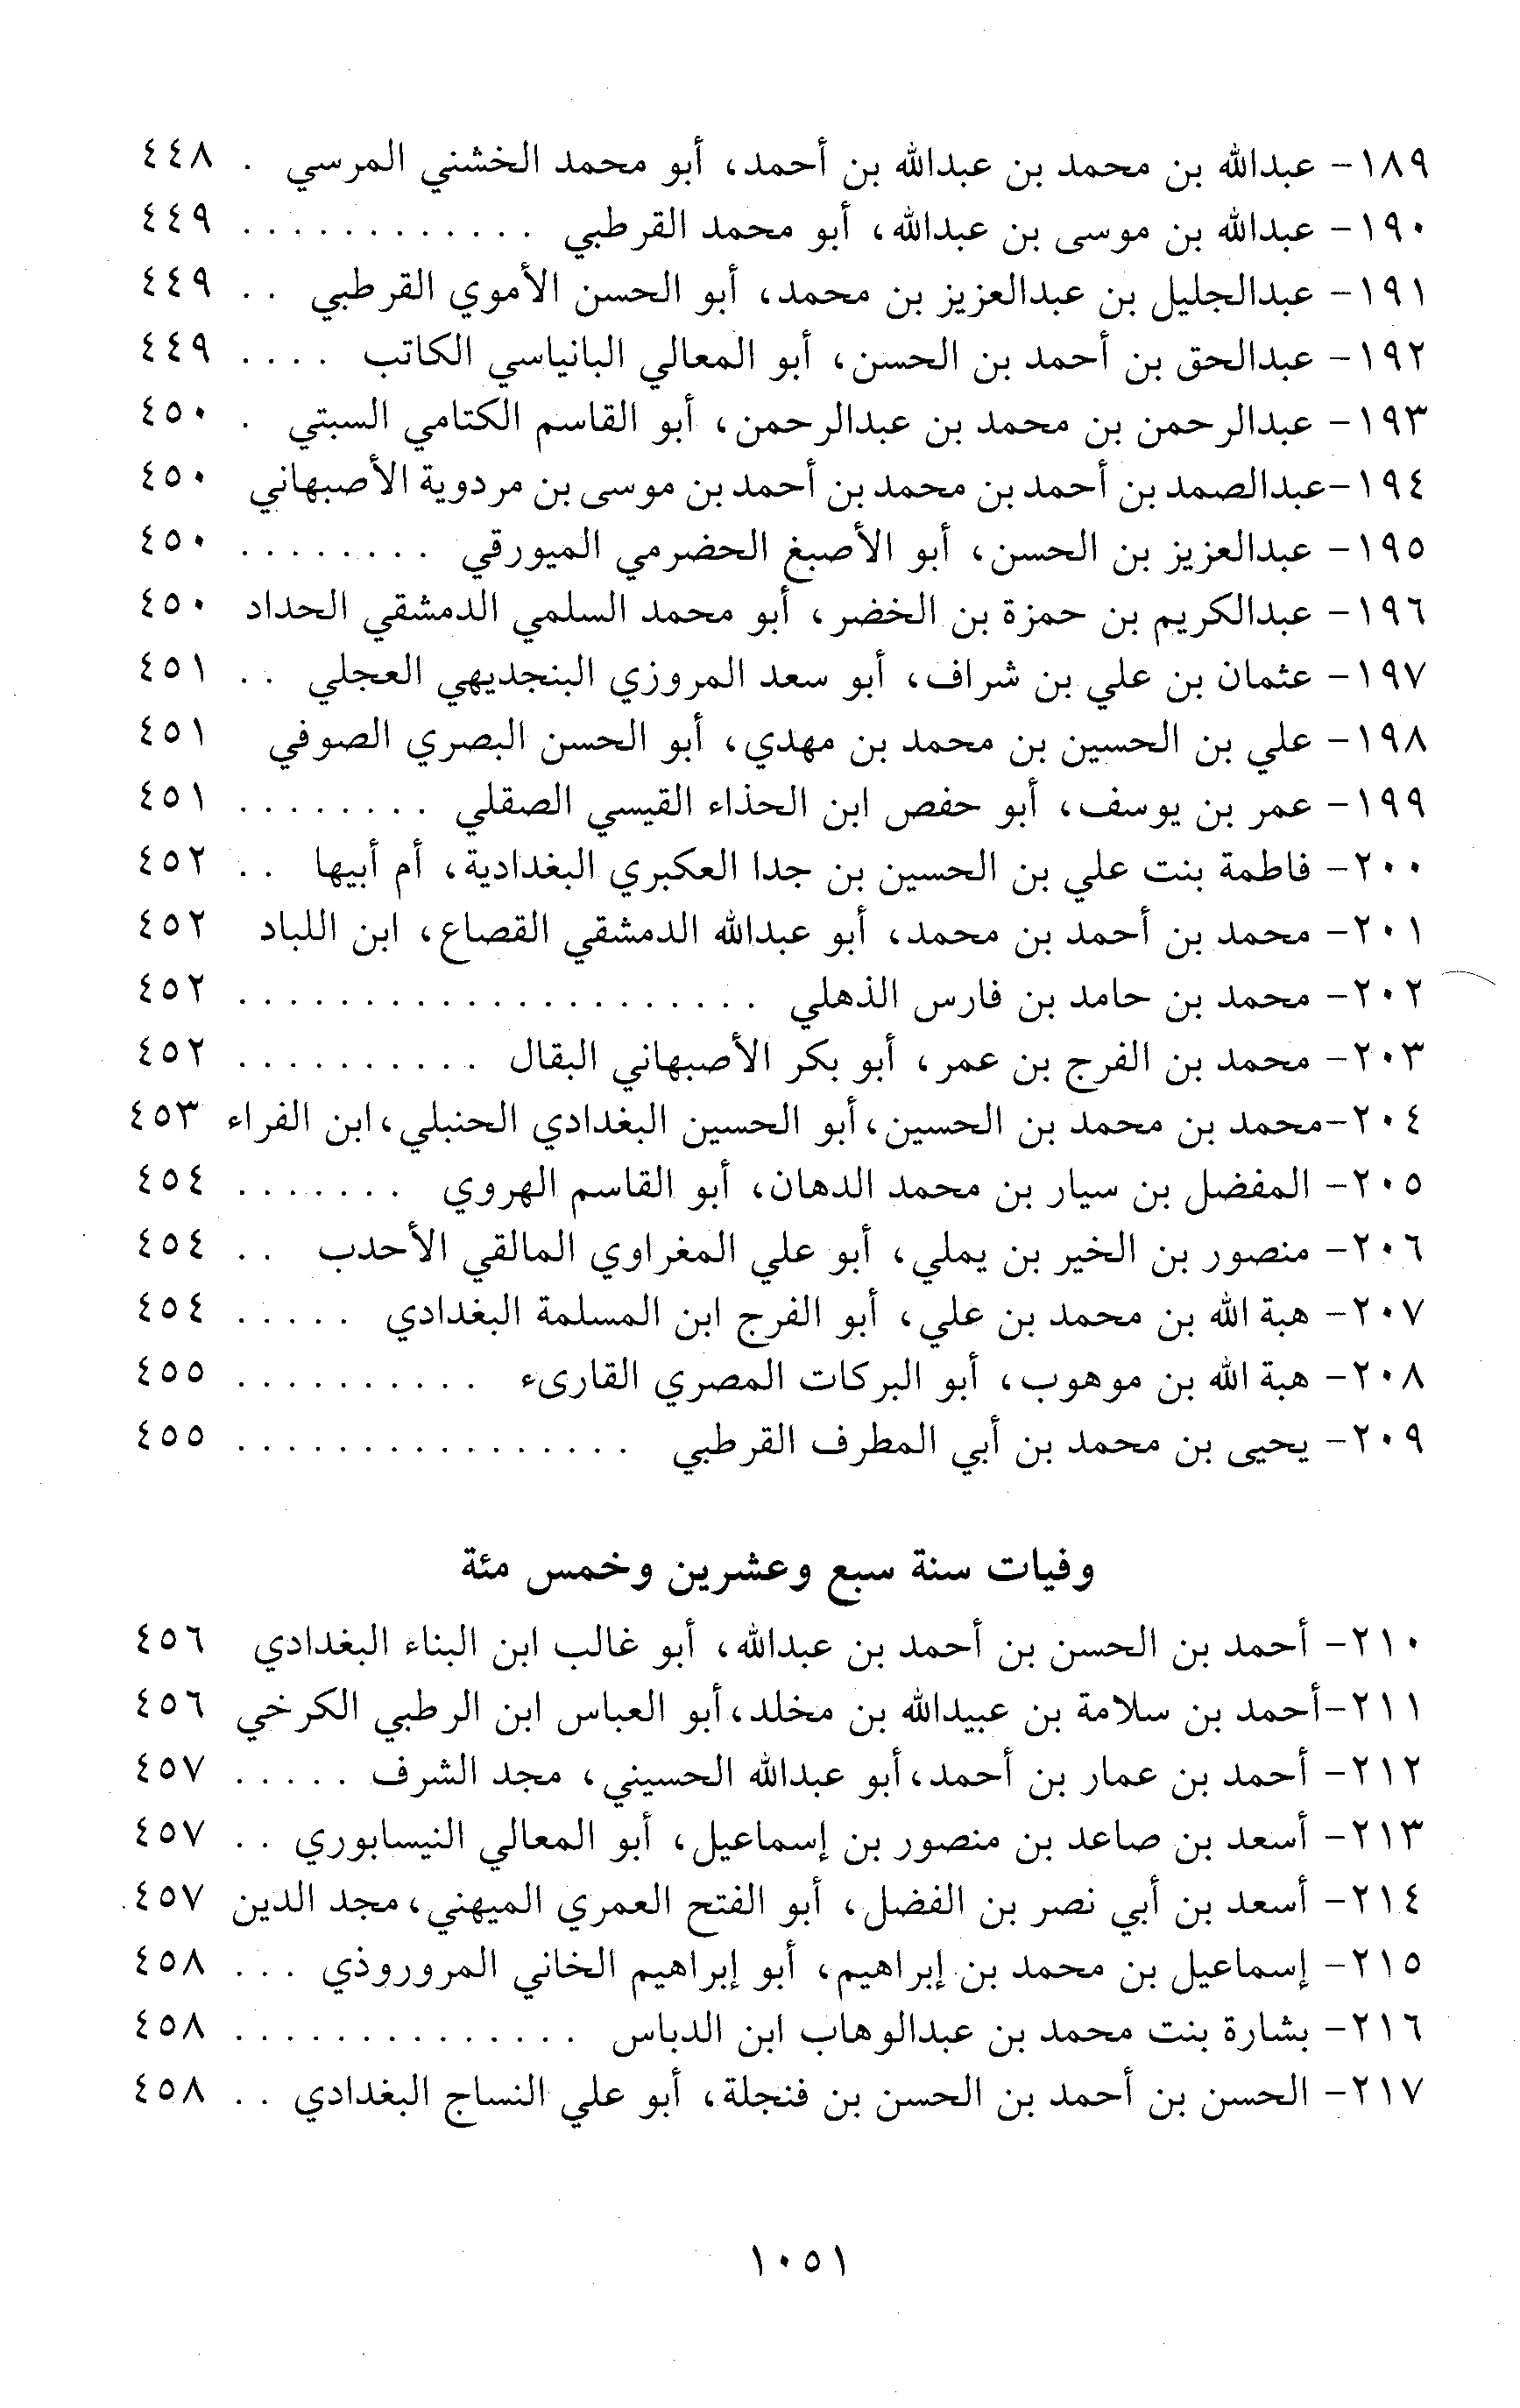 ١٨٩- عبدالله بن محمد بن عبدالله بن أحمد، أبو محمد الخشني المرسي . ٤٤٨
١٩٠- عبدالله بن موسى بن عبدالله، أبو محمد القرطبي . . . . . . . . . . . . ٤٤٩
١٩١- عبدالجليل بن عبدالعزيز بن محمد، أبو الحسن الأموي القرطبي . . ٤٤٩
١٩٢- عبدالحق بن أحمد بن الحسن، أبو المعالي البانياسي الكاتب . . . . ٤٤٩
١٩٣- عبدالرحمن بن محمد بن عبدالرحمن، أبو القاسم الكتامي السبتي . ٤٥٠
١٩٤-عبدالصمد بن أحمد بن محمد بن أحمد بن موسى بن مردوية الأصبهاني ٤٥٠
١٩٥- عبدالعزيز بن الحسن، أبو الأصبغ الحضرمي الميورقي . . . . . . . . ٤٥٠
١٩٦- عبدالكريم بن حمزة بن الخضر، أبو محمد السلمي الدمشقي الحداد ٤٥٠
١٩٧- عثمان بن علي بن شراف، أبو سعد المروزي البنجديهي العجلي . . ٤٥١
١٩٨- علي بن الحسين بن محمد بن مهدي، أبو الحسن البصري الصوفي ٤٥١
١٩٩- عمر بن يوسف، أبو حفص ابن الحذاء القيسي الصقلي . . . . . . . . ٤٥١
٢٠٠- فاطمة بنت علي بن الحسين بن جدا العكبري البغدادية، أم أبيها . . ٤٥٢
٢٠١- محمد بن أحمد بن محمد، أبو عبدالله الدمشقي القصاع، ابن اللباد ٤٥٢
٢٠٢- محمد بن حامد بن فارس الذهلي . . . . . . . . . . . . . . . . . . . . . ٤٥٢
٢٠٣- محمد بن الفرج بن عمر، أبو بكر الأصبهاني البقال . . . . . . . . . . ٤٥٢
٢٠٤-محمد بن محمد بن الحسين،أبو الحسين البغدادي الحنبلي،ابن الفراء ٤٥٣
٢٠٥- المفضل بن سيار بن محمد الدهان، أبو القاسم الهروي . . . . . . . ٤٥٤
٢٠٦- منصور بن الخير بن يملي، أبو علي المغراوي المالقي الأحدب . . ٤٥٤
٢٠٧- هبة الله بن محمد بن علي، أبو الفرج ابن المسلمة البغدادي . . . . . ٤٥٤
٢٠٨- هبة الله بن موهوب، أبو البركات المصري القارىء . . . . . . . . . . ٤٥٥
٢٠٩- يحيى بن محمد بن أبي المطرف القرطبي . . . . . . . . . . . . . . . . ٤٥٥
وفيات سنة سبع وعشرين وخمس مئة
٢١٠- أحمد بن الحسن بن أحمد بن عبدالله، أبو غالب ابن البناء البغدادي ٤٥٦
٢١١-أحمد بن سلامة بن عبيدالله بن مخلد،أبو العباس ابن الرطبي الكرخي ٤٥٦
٢١٢- أحمد بن عمار بن أحمد،أبو عبدالله الحسيني، مجد الشرف . . . . . ٤٥٧
٢١٣- أسعد بن صاعد بن منصور بن إسماعيل، أبو المعالي النيسابوري . . ٤٥٧
٢١٤- أسعد بن أبي نصر بن الفضل، أبو الفتح العمري الميهني،مجد الدين ٤٥٧
٢١٥- إسماعيل بن محمد بن إبراهيم، أبو إبراهيم الخاني المروروذي . . . ٤٥٨
٢١٦- بشارة بنت محمد بن عبدالوهاب ابن الدباس . . . . . . . . . . . . . . ٤٥٨
٢١٧- الحسن بن أحمد بن الحسن بن فنجلة، أبو علي النساج البغدادي . . ٤٥٨
١٠٥١